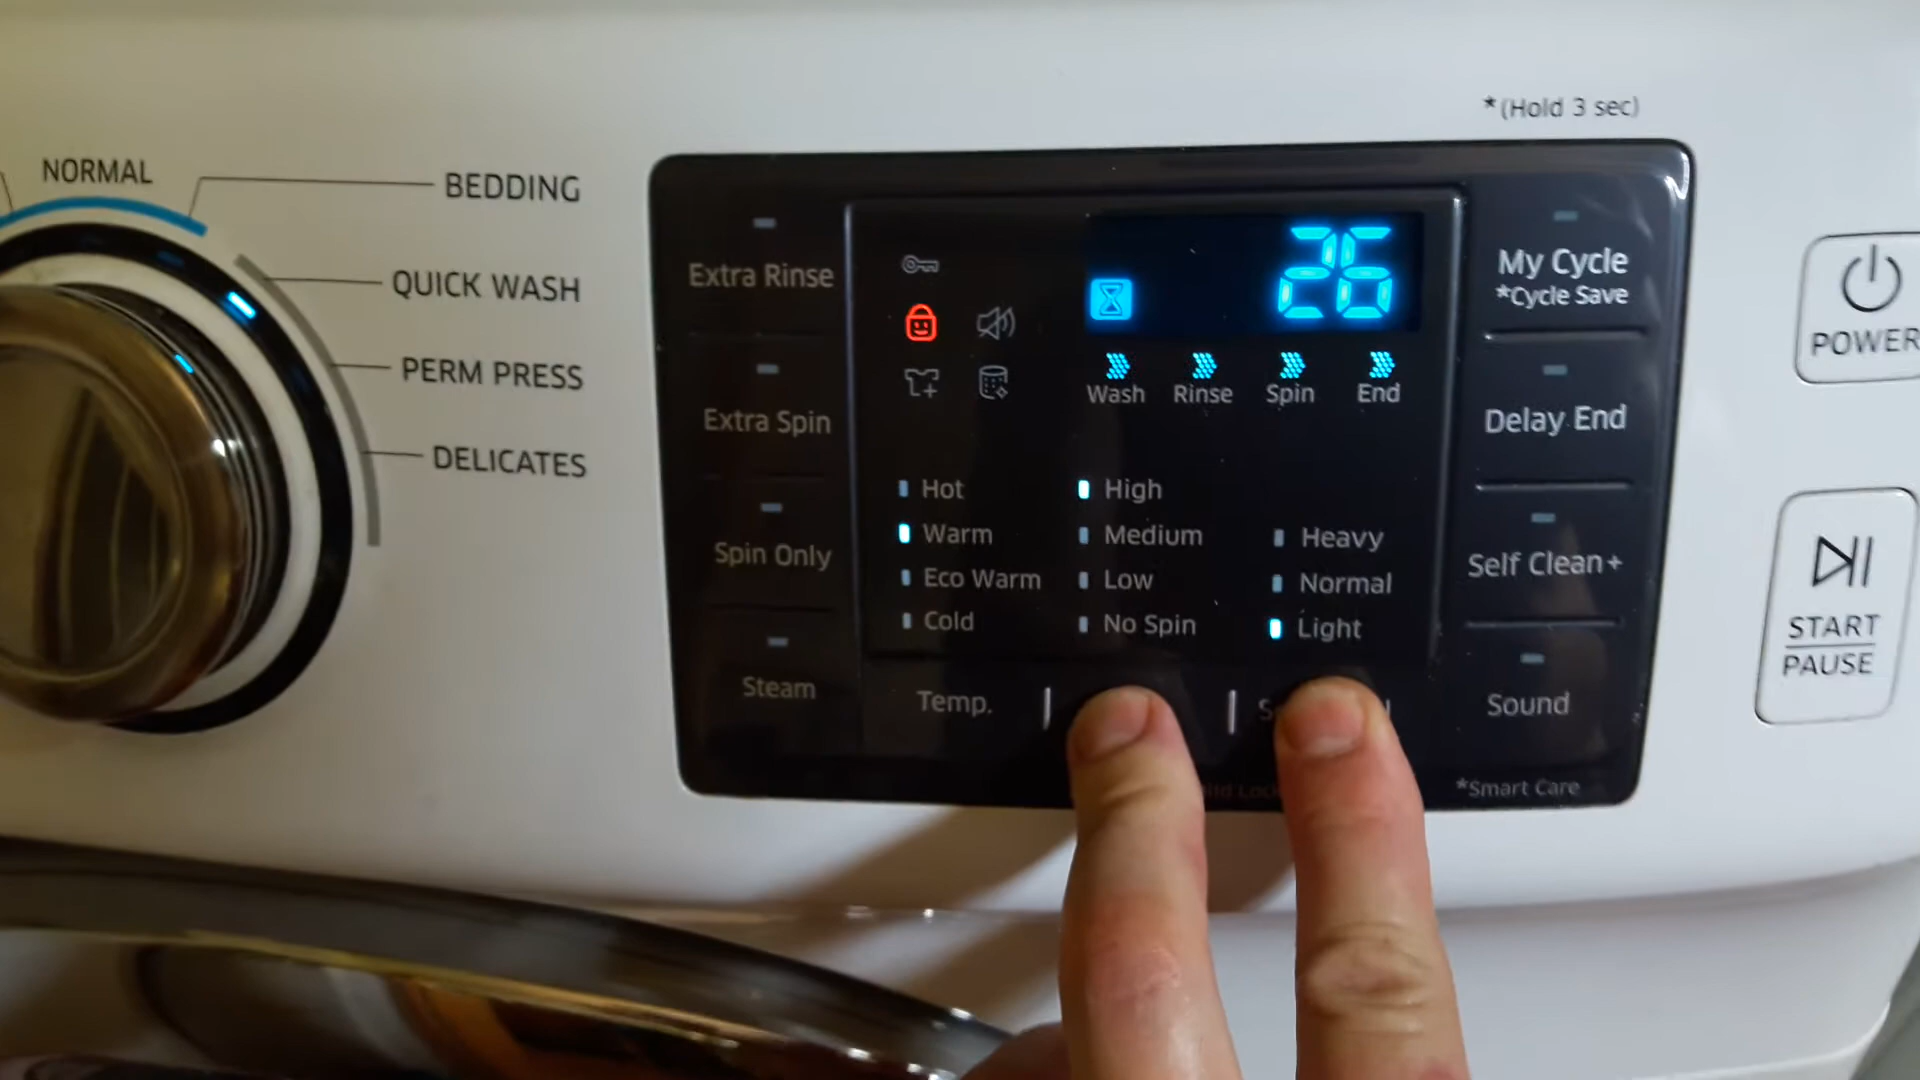 *(Hold 3 sec)
NORMAL
BEDDING
QUICK WASH
PERM PRESS
DELICATES
Extra Rinse
Extra Spin
Spin Only
Steam
26
Wash Rinse Spin End
Hot
Warm
Eco Warm
Cold
High
Medium
Low
No Spin
Heavy
Normal
Light
Temp.
My Cycle
*Cycle Save
Delay End
Self Clean+
Sound
*Smart Care
POWER
START
PAUSE